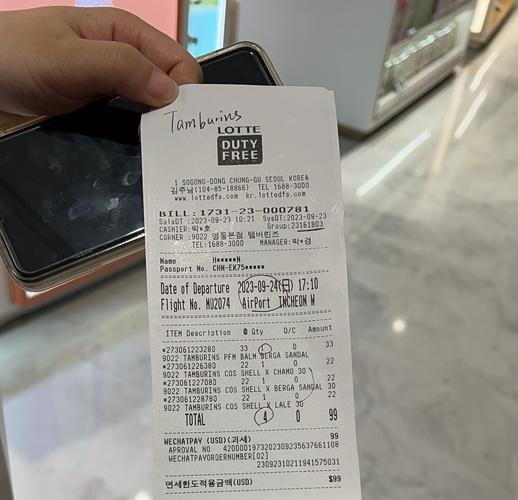 Tamburins
LOTTE
DUTY
FREE
1 SOGONG-DONG CHUNG-GU SEOUL KOREA
김주남(104-85-18866) TEL 1688-3000
www.lottedfs.com kr.lottedfs.com
BILL: 1731-23-000781
SaleDT :2023-09-23 10:21 SysDT:2023-09-23
Group:23161803
CASHIER:박*호
CORNER :9022 명동본점 탬버린즈
TEL:1688-3000 MANAGER:박*경
Name H*****N
Passport No. CHN-EK75*****
Date of Departure 2023-09-24(日) 17:10
Flight No. MU2074 AirPort INCHEON W
ITEM Description @ Qty D/C Amount
*273061223280 33 1 0 33
9022 TAMBURINS PFM BALM BERGA SANDAL
*273061226380 22 1 0 22
9022 TAMBURINS COS SHELL X CHAMO 30
*273061227080 22 1 0 22
9022 TAMBURINS COS SHELL X BERGA SANDAL 30
*273061228780 22 1 0 22
9022 TAMBURINS COS SHELL X LALE 30
TOTAL 4 0 99
WECHATPAY (USD)(과세) 99
APROVAL NO 4200001973202309235637661108
WECHATPAYORDERNUMBER[02]
23092310211941575031
면세한도적용금액(USD) $99